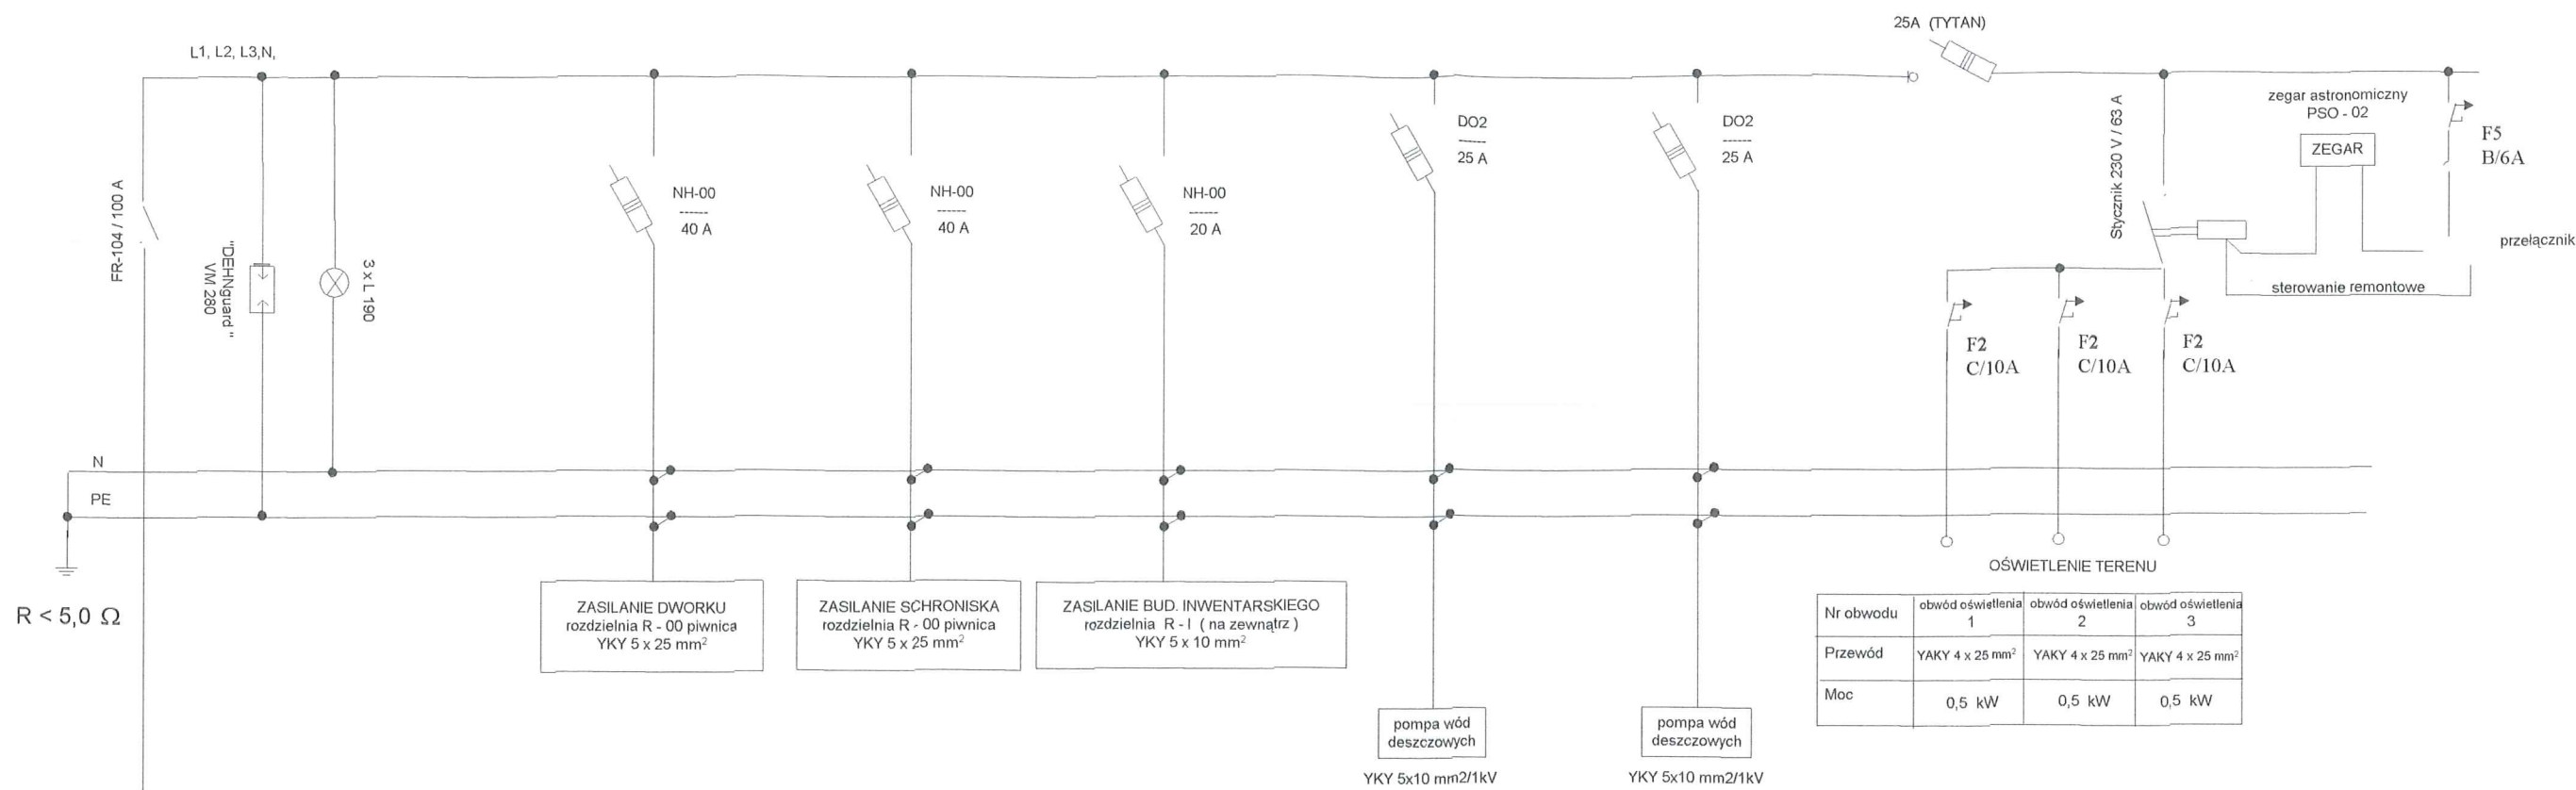 25A (TYTAN)
L1, L2, L3,N,
FR-104 / 100 A
"DEHNguard "
VM 280
3 x L 190
NH-00
------
40 A
NH-00
------
40 A
NH-00
------
20 A
DO2
------
25 A
DO2
------
25 A
Stycznik 230 V / 63 A
zegar astronomiczny
PSO - 02
ZEGAR
F5
B/6A
przełącznik
sterowanie remontowe
F2
C/10A
F2
C/10A
F2
C/10A
N
PE
R < 5,0 Ω
ZASILANIE DWORKU
rozdzielnia R - 00 piwnica
YKY 5 x 25 mm²
ZASILANIE SCHRONISKA
rozdzielnia R - 00 piwnica
YKY 5 x 25 mm²
ZASILANIE BUD. INWENTARSKIEGO
rozdzielnia R - I ( na zewnątrz )
YKY 5 x 10 mm²
pompa wód
deszczowych
YKY 5x10 mm2/1kV
pompa wód
deszczowych
YKY 5x10 mm2/1kV
OŚWIETLENIE TERENU
Nr obwodu obwód oświetlenia 1 obwód oświetlenia 2 obwód oświetlenia 3
Przewód YAKY 4 x 25 mm² YAKY 4 x 25 mm² YAKY 4 x 25 mm²
Moc 0,5 kW 0,5 kW 0,5 kW